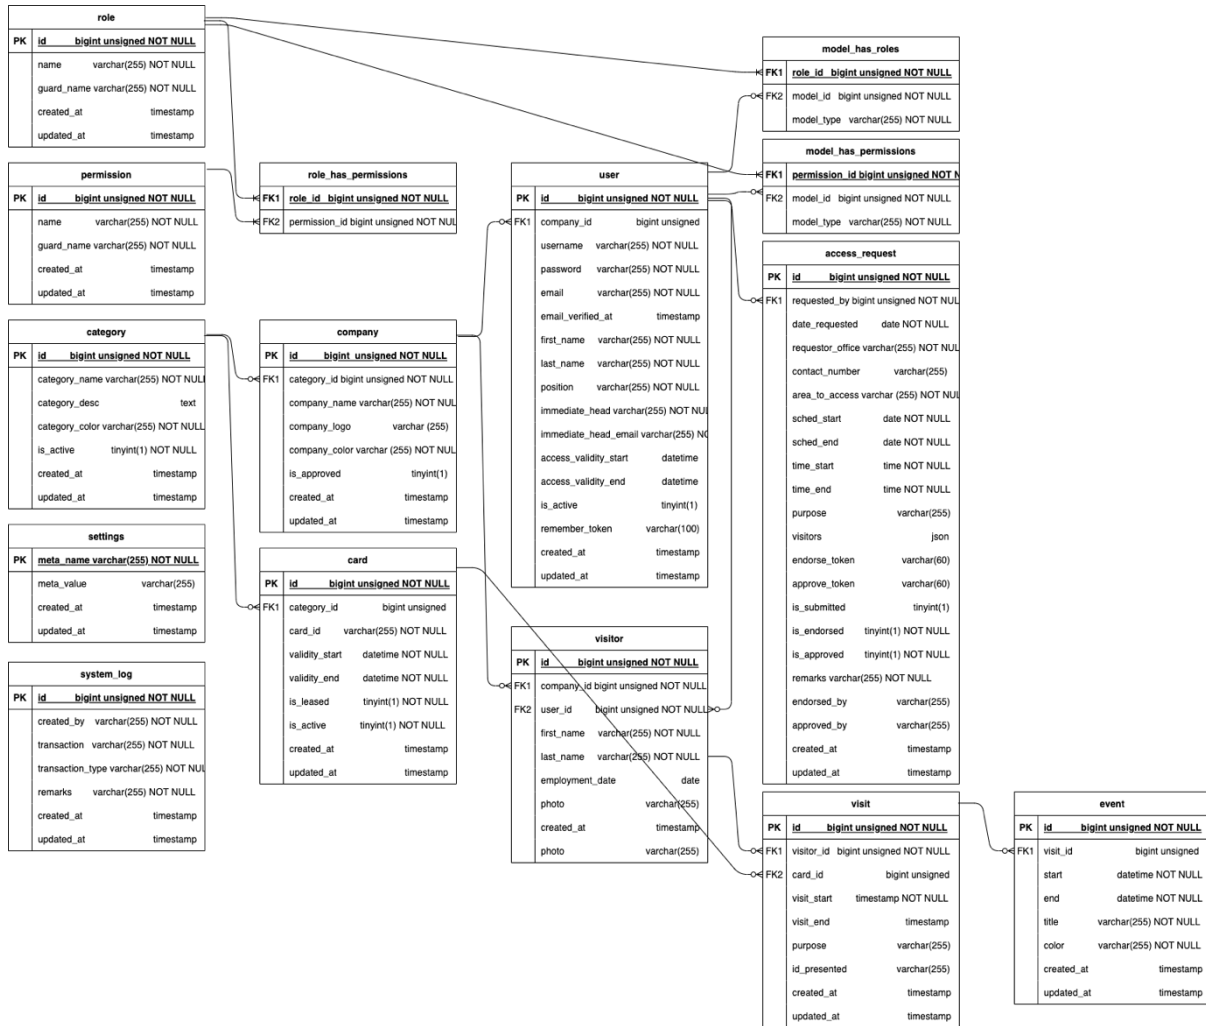 role
PK id bigint unsigned NOT NULL
name varchar(255) NOT NULL
guard_name varchar(255) NOT NULL
created_at timestamp
updated_at timestamp
permission
PK id bigint unsigned NOT NULL
name varchar(255) NOT NULL
guard_name varchar(255) NOT NULL
created_at timestamp
updated_at timestamp
category
PK id bigint unsigned NOT NULL
category_name varchar(255) NOT NULL
category_desc text
category_color varchar(255) NOT NULL
is_active tinyint(1) NOT NULL
created_at timestamp
updated_at timestamp
settings
PK meta_name varchar(255) NOT NULL
meta_value varchar(255)
created_at timestamp
updated_at timestamp
system_log
PK id bigint unsigned NOT NULL
created_by varchar(255) NOT NULL
transaction varchar(255) NOT NULL
transaction_type varchar(255) NOT NUL
remarks varchar(255) NOT NULL
created_at timestamp
updated_at timestamp
role_has_permissions
FK1 role_id bigint unsigned NOT NULL
FK2 permission_id bigint unsigned NOT NUL
company
PK id bigint unsigned NOT NULL
FK1 category_id bigint unsigned NOT NULL
company_name varchar(255) NOT NUL
company_logo varchar (255)
company_color varchar (255) NOT NUL
is_approved tinyint(1)
created_at timestamp
updated_at timestamp
card
PK id bigint unsigned NOT NULL
FK1 category_id bigint unsigned
card_id varchar(255) NOT NULL
validity_start datetime NOT NULL
validity_end datetime NOT NULL
is_leased tinyint(1) NOT NULL
is_active tinyint(1) NOT NULL
created_at timestamp
updated_at timestamp
user
PK id bigint unsigned NOT NULL
FK1 company_id bigint unsigned
username varchar(255) NOT NULL
password varchar(255) NOT NULL
email varchar(255) NOT NULL
email_verified_at timestamp
first_name varchar(255) NOT NULL
last_name varchar(255) NOT NULL
position varchar(255) NOT NULL
immediate_head varchar(255) NOT NUL
immediate_head_email varchar(255) NO
access_validity_start datetime
access_validity_end datetime
is_active tinyint(1)
remember_token varchar(100)
created_at timestamp
updated_at timestamp
visitor
PK id bigint unsigned NOT NULL
FK1 company_id bigint unsigned NOT NULL
FK2 user_id bigint unsigned NOT NULL
first_name varchar(255) NOT NULL
last_name varchar(255) NOT NULL
employment_date date
photo varchar(255)
created_at timestamp
photo varchar(255)
model_has_roles
FK1 role_id bigint unsigned NOT NULL
FK2 model_id bigint unsigned NOT NULL
model_type varchar(255) NOT NULL
model_has_permissions
FK1 permission_id bigint unsigned NOT N
FK2 model_id bigint unsigned NOT NULL
model_type varchar(255) NOT NULL
access_request
PK id bigint unsigned NOT NULL
FK1 requested_by bigint unsigned NOT NUL
date_requested date NOT NULL
requestor_office varchar(255) NOT NUL
contact_number varchar(255)
area_to_access varchar (255) NOT NUL
sched_start date NOT NULL
sched_end date NOT NULL
time_start time NOT NULL
time_end time NOT NULL
purpose varchar(255)
visitors json
endorse_token varchar(60)
approve_token varchar(60)
is_submitted tinyint(1)
is_endorsed tinyint(1) NOT NULL
is_approved tinyint(1) NOT NULL
remarks varchar(255) NOT NULL
endorsed_by varchar(255)
approved_by varchar(255)
created_at timestamp
updated_at timestamp
visit
PK id bigint unsigned NOT NULL
FK1 visitor_id bigint unsigned NOT NULL
FK2 card_id bigint unsigned
visit_start timestamp NOT NULL
visit_end timestamp
purpose varchar(255)
id_presented varchar(255)
created_at timestamp
updated_at timestamp
event
PK id bigint unsigned NOT NULL
FK1 visit_id bigint unsigned
start datetime NOT NULL
end datetime NOT NULL
title varchar(255) NOT NULL
color varchar(255) NOT NULL
created_at timestamp
updated_at timestamp